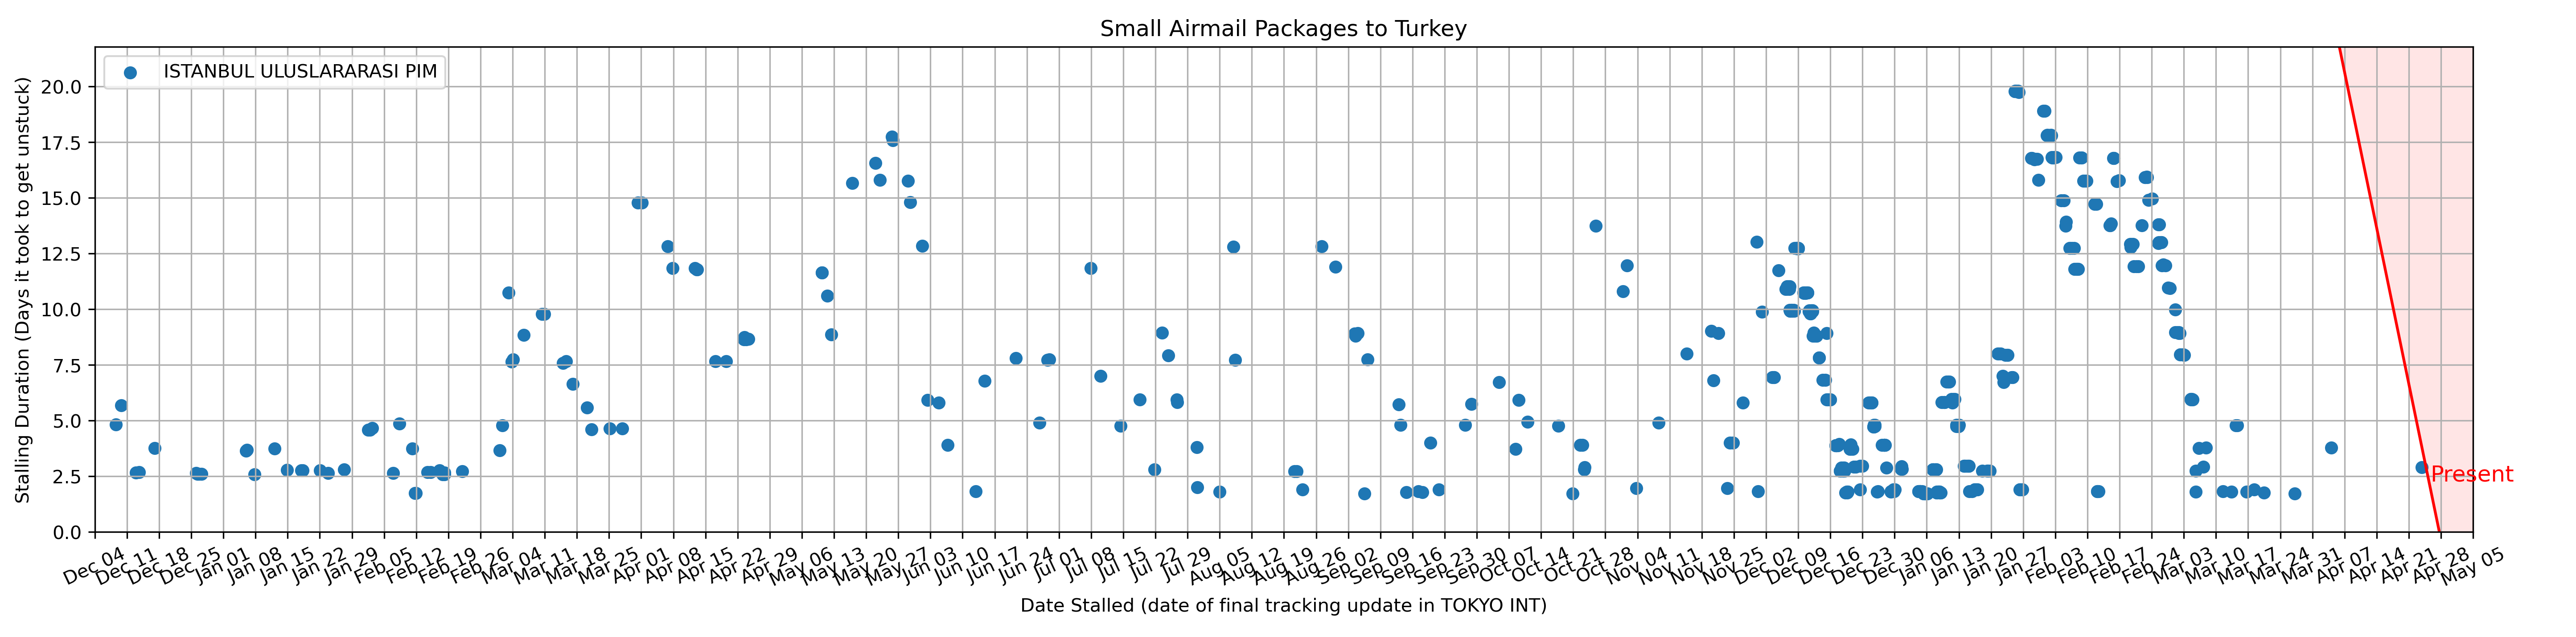 Small Airmail Packages to Turkey
ISTANBUL ULUSLARARASI PIM
Stalling Duration (Days it took to get unstuck)
20.0
17.5
15.0
12.5
10.0
7.5
5.0
2.5
0.0
Present
Dec 04
Dec 11
Dec 18
Dec 25
Jan 01
Jan 08
Jan 15
Jan 22
Jan 29
Feb 05
Feb 12
Feb 19
Feb 26
Mar 04
Mar 11
Mar 18
Mar 25
Apr 01
Apr 08
Apr 15
Apr 22
Apr 29
May 06
May 13
May 20
May 27
Jun 03
Jun 10
Jun 17
Jun 24
Jul 01
Jul 08
Jul 15
Jul 22
Jul 29
Aug 05
Aug 12
Aug 19
Aug 26
Sep 02
Sep 09
Sep 16
Sep 23
Sep 30
Oct 07
Oct 14
Oct 21
Oct 28
Nov 04
Nov 11
Nov 18
Nov 25
Dec 02
Dec 09
Dec 16
Dec 23
Dec 30
Jan 06
Jan 13
Jan 20
Jan 27
Feb 03
Feb 10
Feb 17
Feb 24
Mar 03
Mar 10
Mar 17
Mar 24
Mar 31
Apr 07
Apr 14
Apr 21
Apr 28
May 05
Date Stalled (date of final tracking update in TOKYO INT)